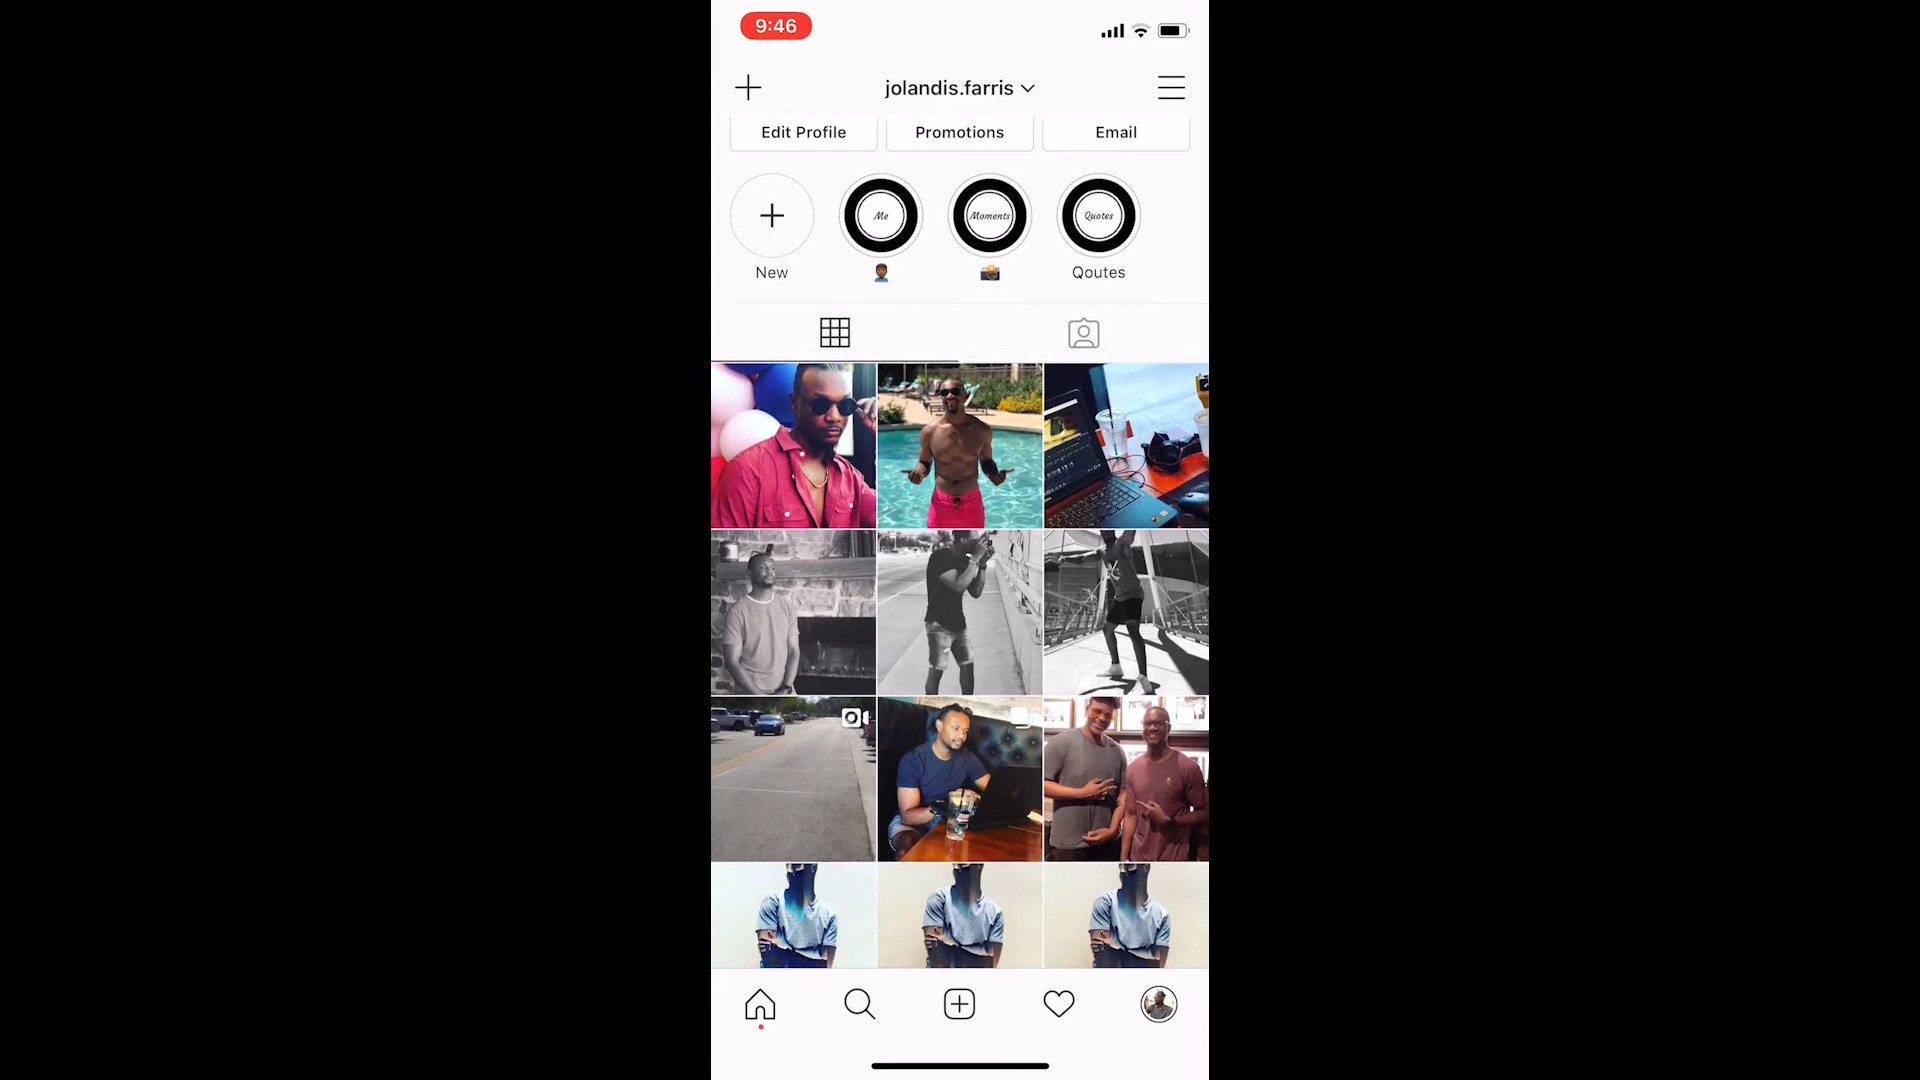 9:46
jolandis.farris
Edit Profile Promotions Email
Me Moments Quotes
New Qoutes